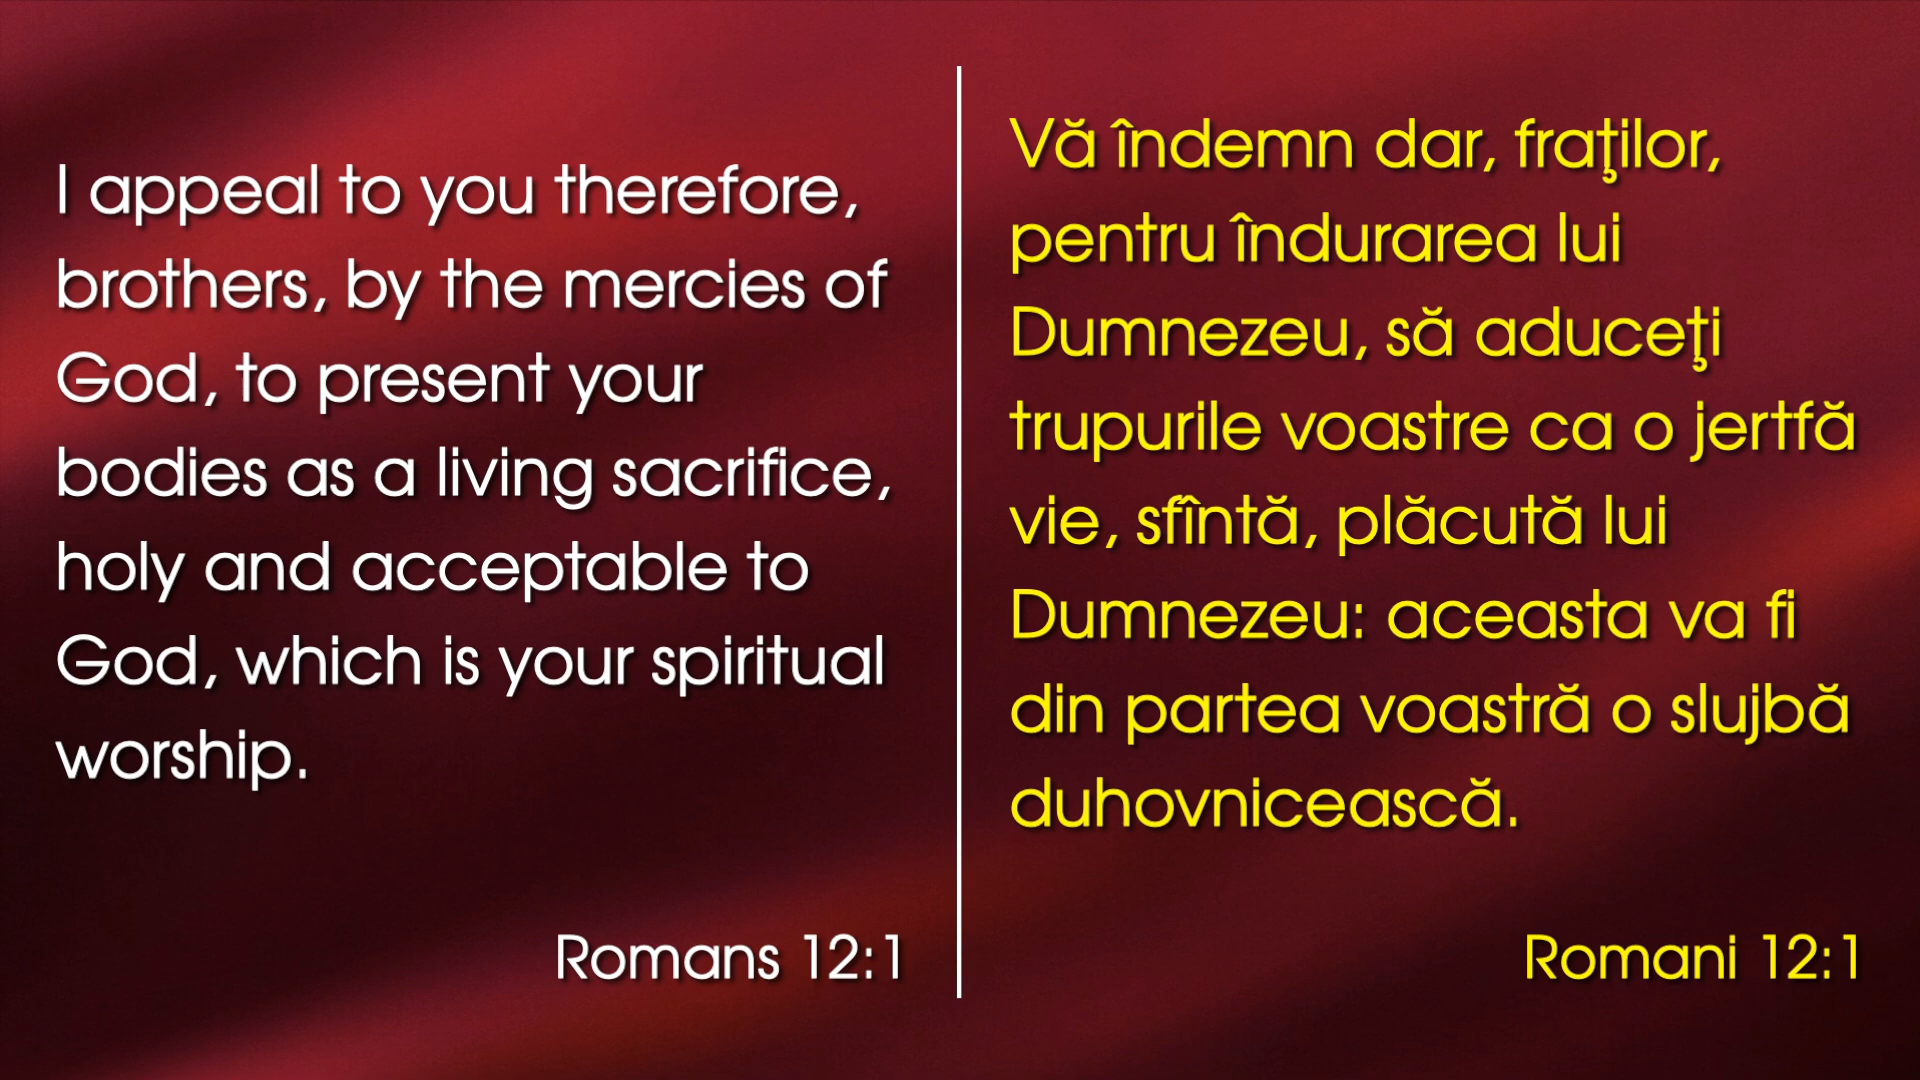 I appeal to you therefore,
brothers, by the mercies of
God, to present your
bodies as a living sacrifice,
holy and acceptable to
God, which is your spiritual
worship.
Romans 12:1
Vă îndemn dar, fraţilor,
pentru îndurarea lui
Dumnezeu, să aduceţi
trupurile voastre ca o jertfă
vie, sfîntă, plăcută lui
Dumnezeu: aceasta va fi
din partea voastră o slujbă
duhovnicească.
Romani 12:1